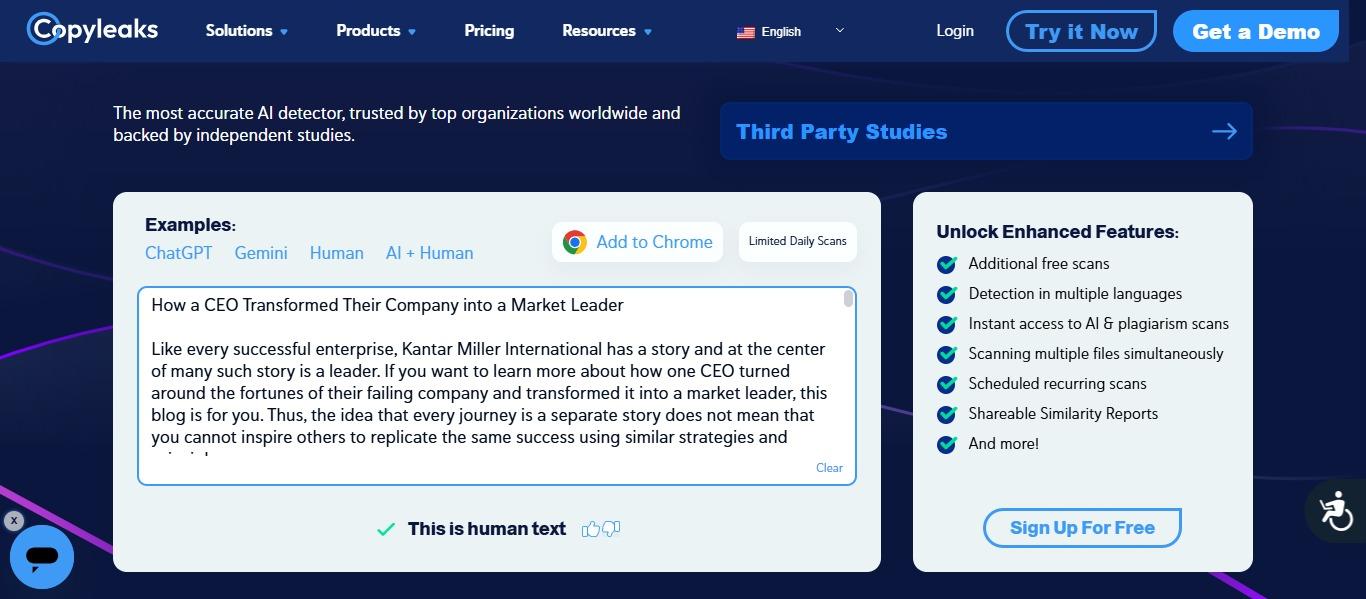 Copyleaks
Solutions
Products
Pricing
Resources
English
Login
Try it Now
Get a Demo
The most accurate AI detector, trusted by top organizations worldwide and
backed by independent studies.
Third Party Studies
Examples:
ChatGPT Gemini Human AI + Human
Add to Chrome
Limited Daily Scans
How a CEO Transformed Their Company into a Market Leader
Like every successful enterprise, Kantar Miller International has a story and at the center
of many such story is a leader. If you want to learn more about how one CEO turned
around the fortunes of their failing company and transformed it into a market leader, this
blog is for you. Thus, the idea that every journey is a separate story does not mean that
you cannot inspire others to replicate the same success using similar strategies and
Clear
This is human text
Unlock Enhanced Features:
Additional free scans
Detection in multiple languages
Instant access to AI & plagiarism scans
Scanning multiple files simultaneously
Scheduled recurring scans
Shareable Similarity Reports
And more!
Sign Up For Free
x